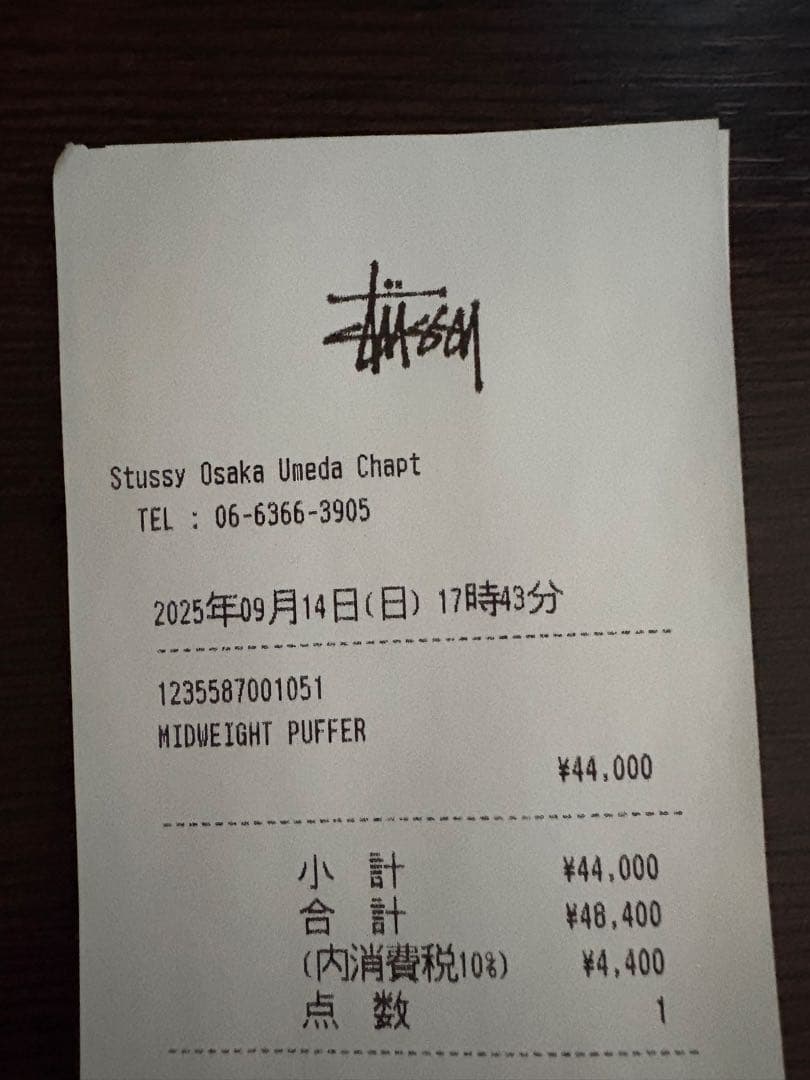 Stüssy
Stussy Osaka Umeda Chapt
TEL : 06-6366-3905
2025年09月14日(日) 17時43分
1235587001051
MIDWEIGHT PUFFER
¥44,000
小 計 ¥44,000
合 計 ¥48,400
(内消費税10%) ¥4,400
点 数 1